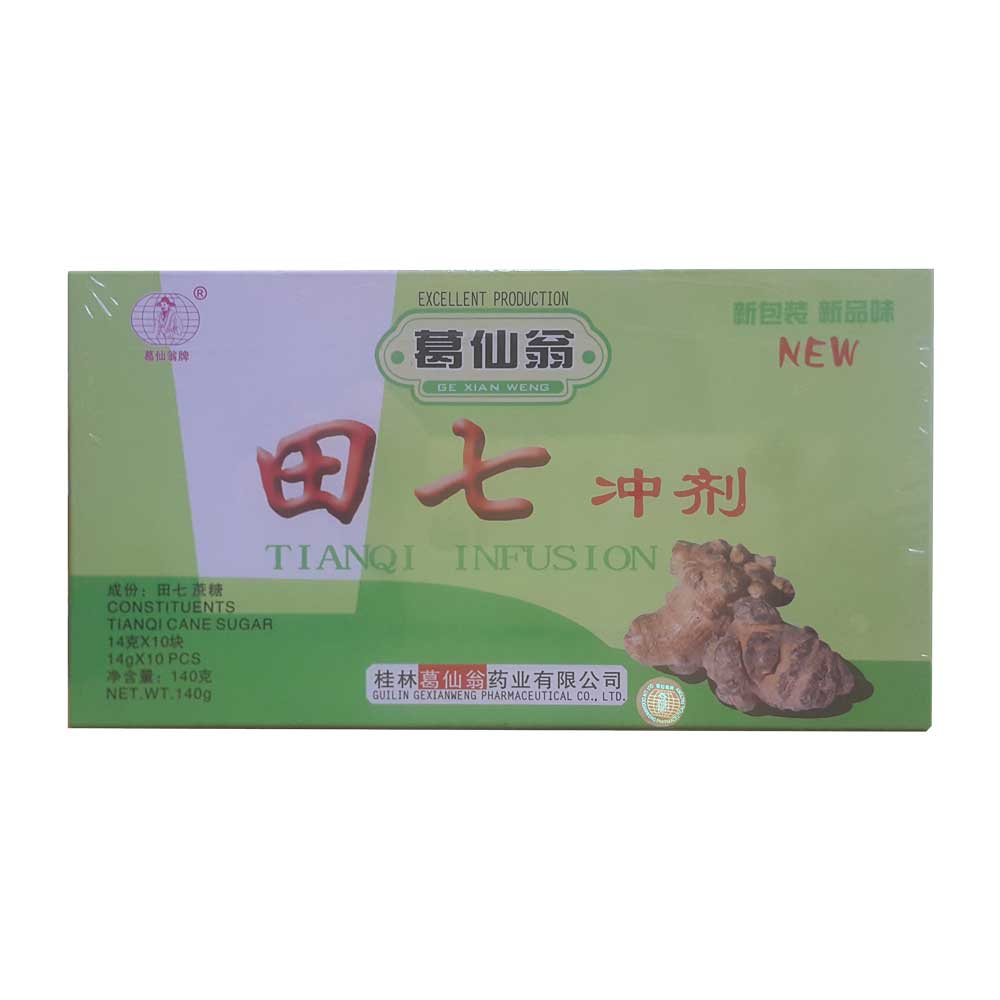 ®
葛仙翁牌
EXCELLENT PRODUCTION
葛仙翁
GE XIAN WENG
新包装 新品味
NEW
田七 冲剂
TIANQI INFUSION
成份：田七 蔗糖
CONSTITUENTS
TIANQI CANE SUGAR
14克X10块
14gX10 PCS
净含量：140克
NET.WT.140g
桂林葛仙翁药业有限公司
GUILIN GEXIANWENG PHARMACEUTICAL CO., LTD.